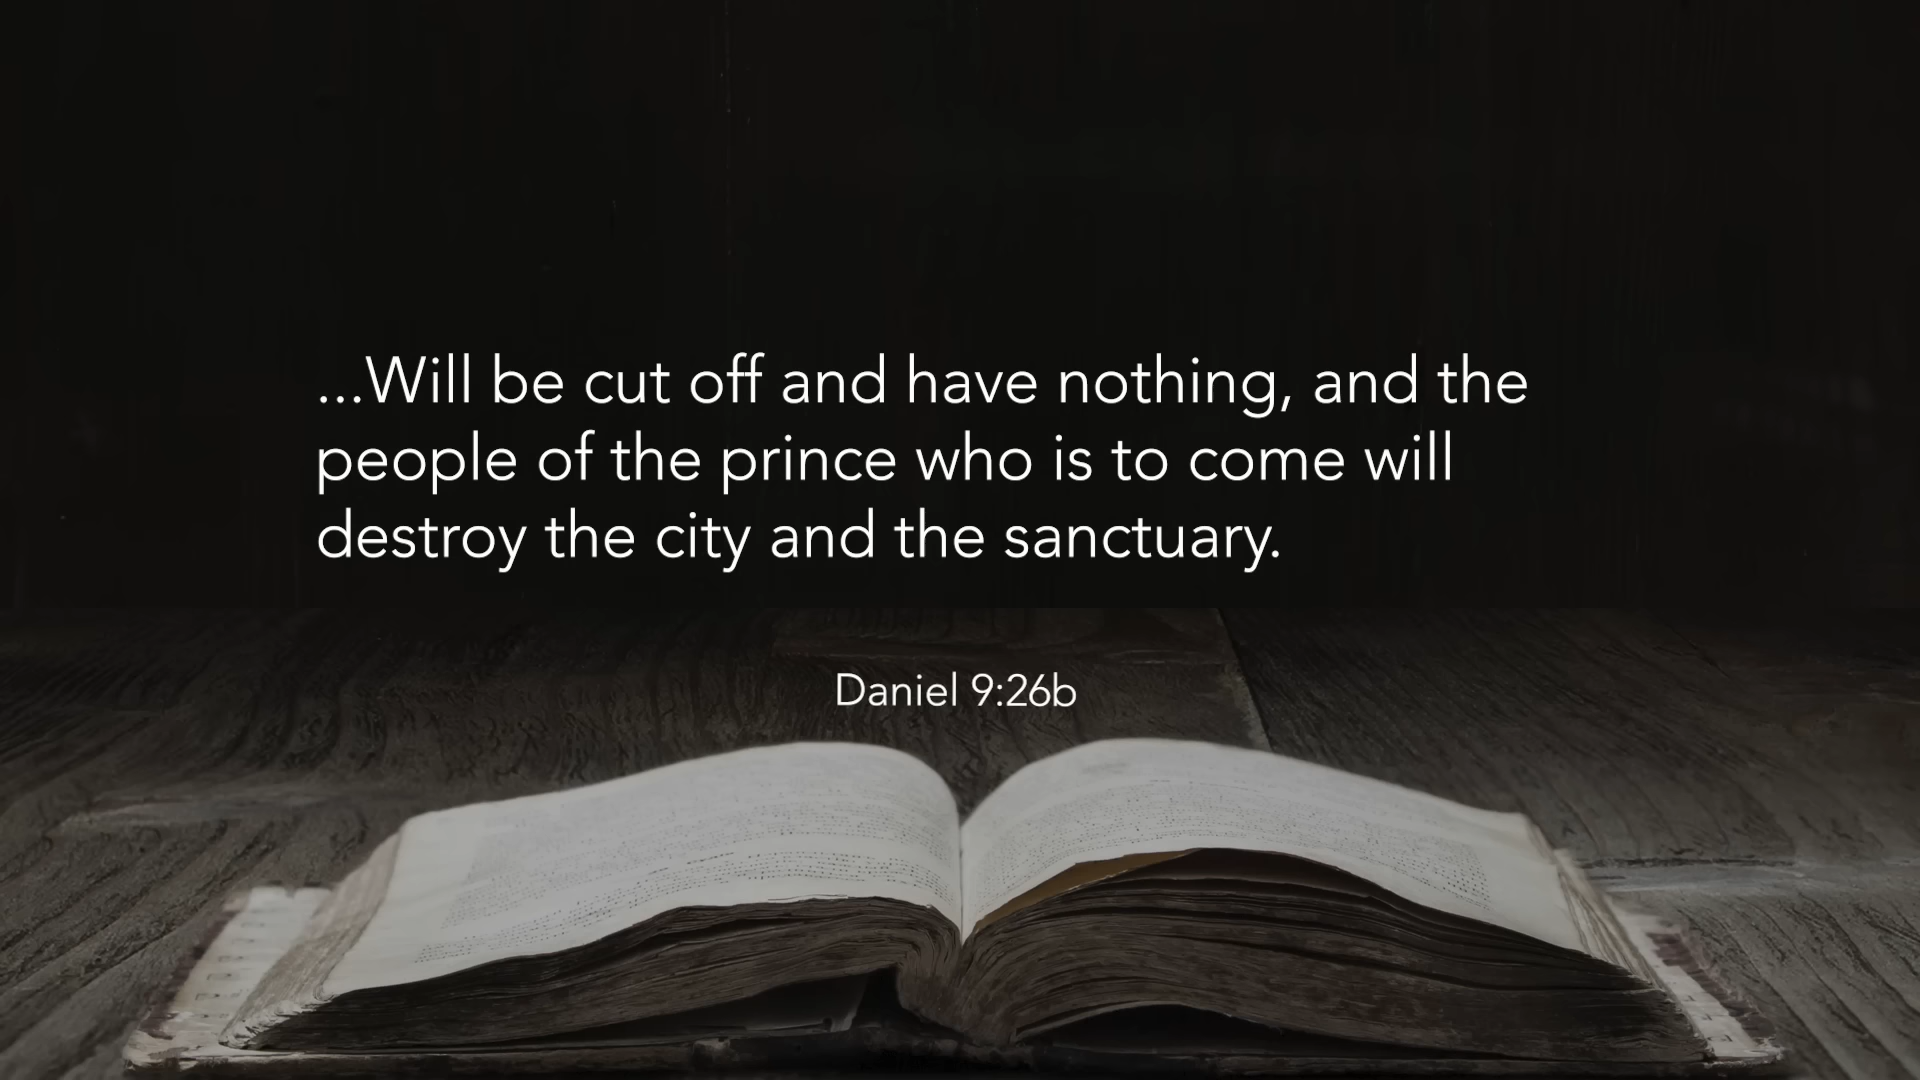 ...Will be cut off and have nothing, and the
people of the prince who is to come will
destroy the city and the sanctuary.
Daniel 9:26b